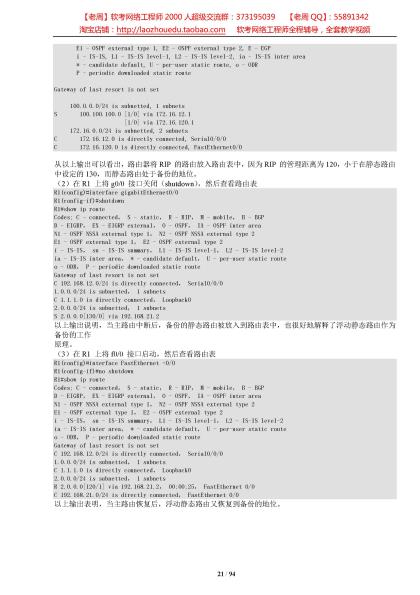 【老周】软考网络工程师 2000 人超级交流群：373195039 【老周 QQ】：55891342
淘宝店铺：http://laozhouedu.taobao.com 软考网络工程师全程辅导，全套教学视频
E1 - OSPF external type 1, E2 - OSPF external type 2, E - EGP
i - IS-IS, L1 - IS-IS level-1, L2 - IS-IS level-2, ia - IS-IS inter area
* - candidate default, U - per-user static route, o - ODR
P - periodic downloaded static route
Gateway of last resort is not set
100.0.0.0/24 is subnetted, 1 subnets
S 100.100.100.0 [1/0] via 172.16.12.1
[1/0] via 172.16.120.1
172.16.0.0/24 is subnetted, 2 subnets
C 172.16.12.0 is directly connected, Serial0/0/0
C 172.16.120.0 is directly connected, FastEthernet0/0
从以上输出可以看出，路由器将 RIP 的路由放入路由表中，因为 RIP 的管理距离为 120，小于在静态路由
中设定的 130，而静态路由处于备份的地位。
（2）在 R1 上将 g0/0 接口关闭（shutdown），然后查看路由表
R1(config)#interface gigabitEthernet0/0
R1(config-if)#shutdown
R1#show ip route
Codes: C - connected, S - static, R - RIP, M - mobile, B - BGP
D - EIGRP, EX - EIGRP external, O - OSPF, IA - OSPF inter area
N1 - OSPF NSSA external type 1, N2 - OSPF NSSA external type 2
E1 - OSPF external type 1, E2 - OSPF external type 2
i - IS-IS, su - IS-IS summary, L1 - IS-IS level-1, L2 - IS-IS level-2
ia - IS-IS inter area, * - candidate default, U - per-user static route
o - ODR, P - periodic downloaded static route
Gateway of last resort is not set
C 192.168.12.0/24 is directly connected, Serial0/0/0
1.0.0.0/24 is subnetted, 1 subnets
C 1.1.1.0 is directly connected, Loopback0
2.0.0.0/24 is subnetted, 1 subnets
S 2.0.0.0[130/0] via 192.168.21.2
以上输出说明，当主路由中断后，备份的静态路由被放入到路由表中，也很好地解释了浮动静态路由作为
备份的工作
原理。
（3）在 R1 上将 f0/0 接口启动，然后查看路由表
R1(config)#interface FastEthernet -0/0
R1(config-if)#no shutdown
R1#show ip route
Codes: C - connected, S - static, R - RIP, M - mobile, B - BGP
D - EIGRP, EX - EIGRP external, O - OSPF, IA - OSPF inter area
N1 - OSPF NSSA external type 1, N2 - OSPF NSSA external type 2
E1 - OSPF external type 1, E2 - OSPF external type 2
i - IS-IS, su - IS-IS summary, L1 - IS-IS level-1, L2 - IS-IS level-2
ia - IS-IS inter area, * - candidate default, U - per-user static route
o - ODR, P - periodic downloaded static route
Gateway of last resort is not set
C 192.168.12.0/24 is directly connected, Serial0/0/0
1.0.0.0/24 is subnetted, 1 subnets
C 1.1.1.0 is directly connected, Loopback0
2.0.0.0/24 is subnetted, 1 subnets
R 2.0.0.0[120/1] via 192.168.21.2, 00:00:25, FastEthernet 0/0
C 192.168.21.0/24 is directly connected, FastEthernet 0/0
以上输出表明，当主路由恢复后，浮动静态路由又恢复到备份的地位。
21 / 94